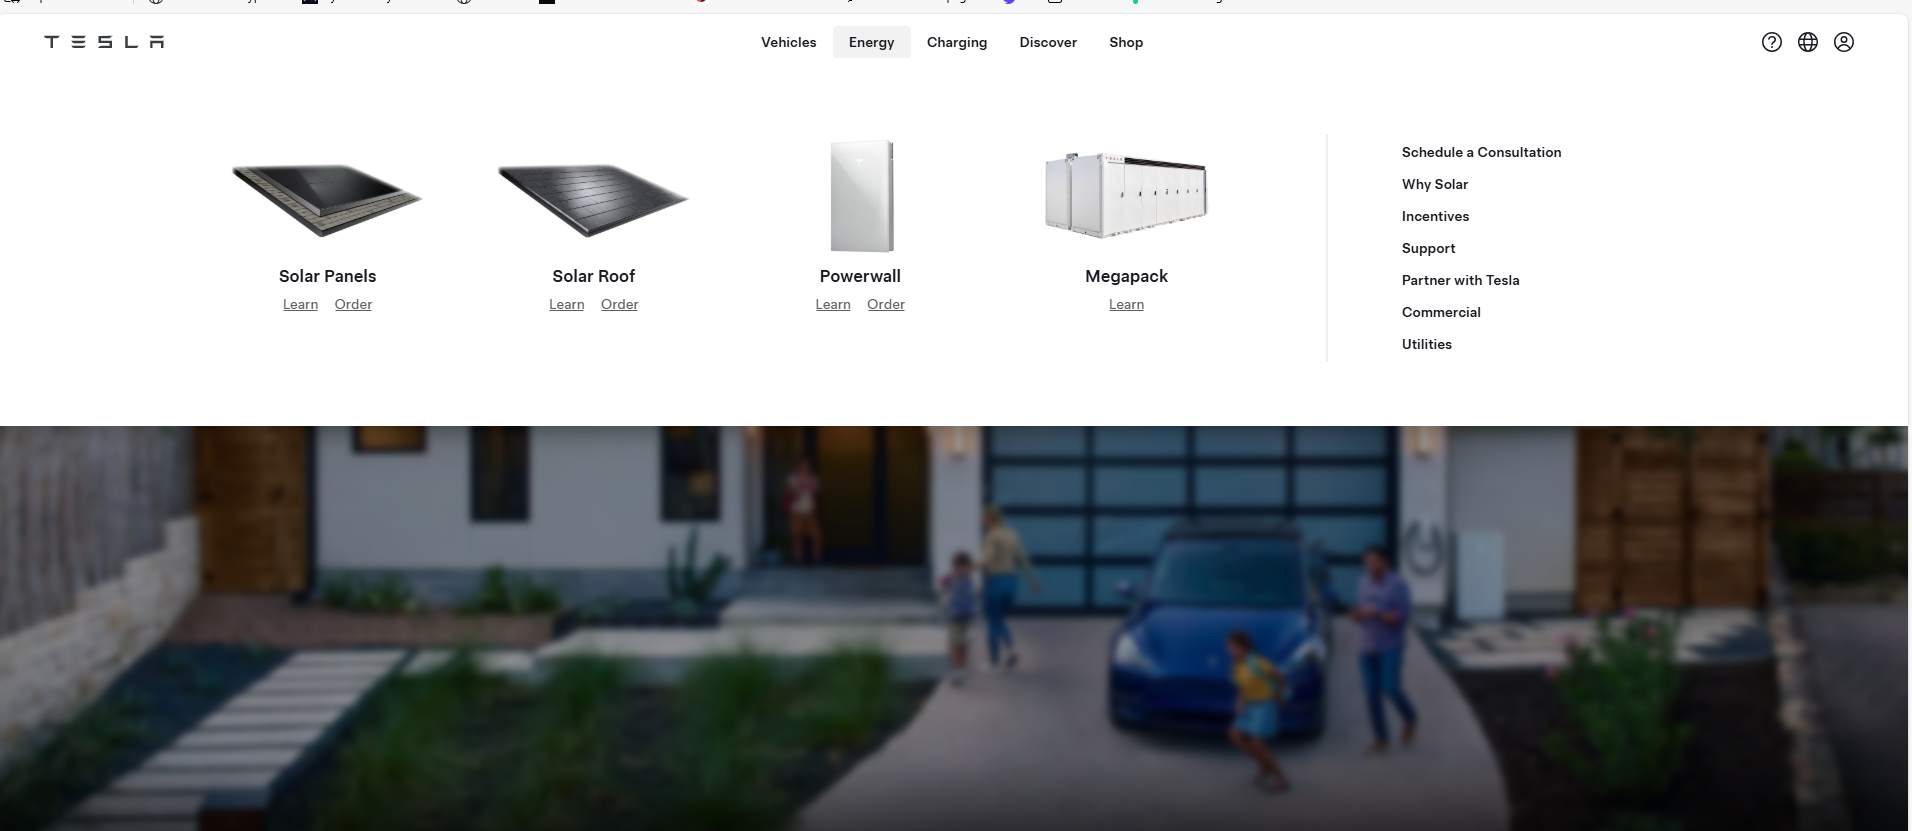 TESLA
Vehicles Energy Charging Discover Shop
Solar Panels
Learn Order
Solar Roof
Learn Order
Powerwall
Learn Order
Megapack
Learn
Schedule a Consultation
Why Solar
Incentives
Support
Partner with Tesla
Commercial
Utilities